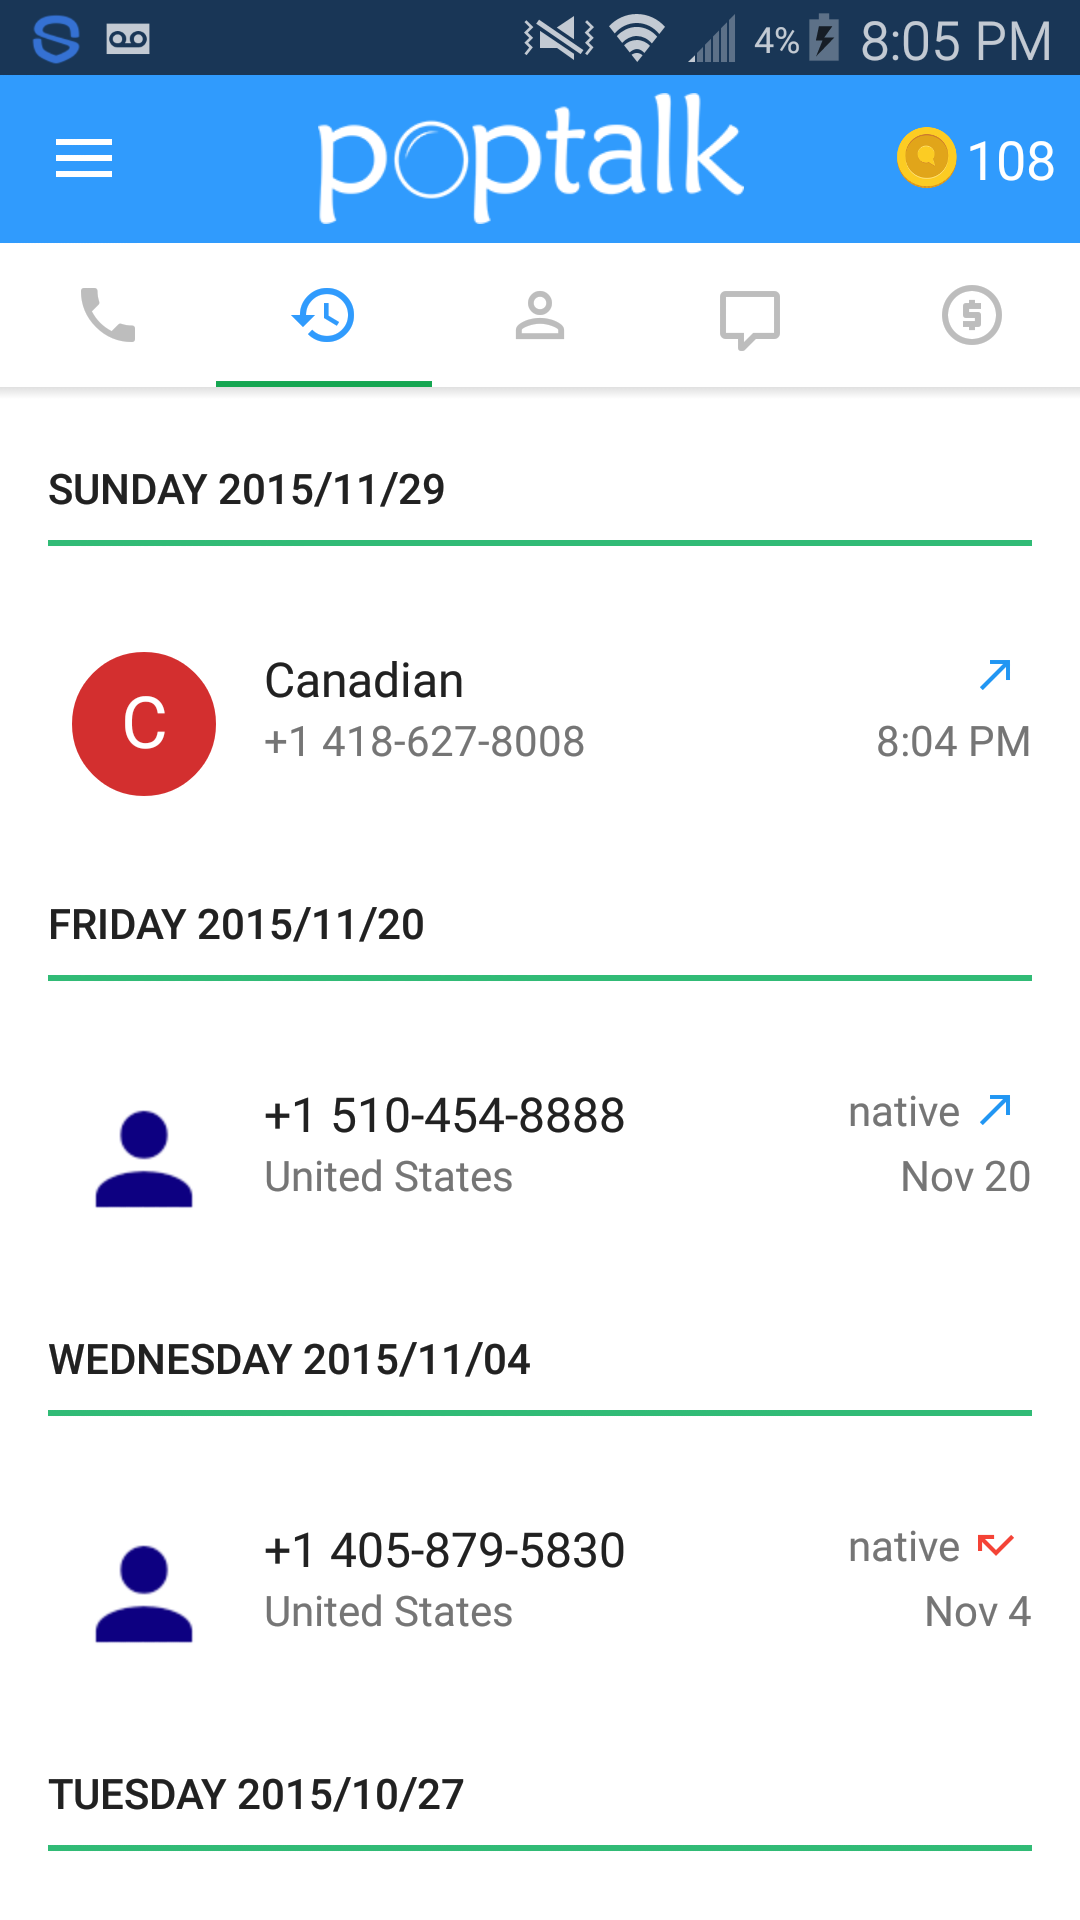 4% 8:05 PM
poptalk 108
SUNDAY 2015/11/29
C Canadian
+1 418-627-8008 8:04 PM
FRIDAY 2015/11/20
+1 510-454-8888 native
United States Nov 20
WEDNESDAY 2015/11/04
+1 405-879-5830 native
United States Nov 4
TUESDAY 2015/10/27